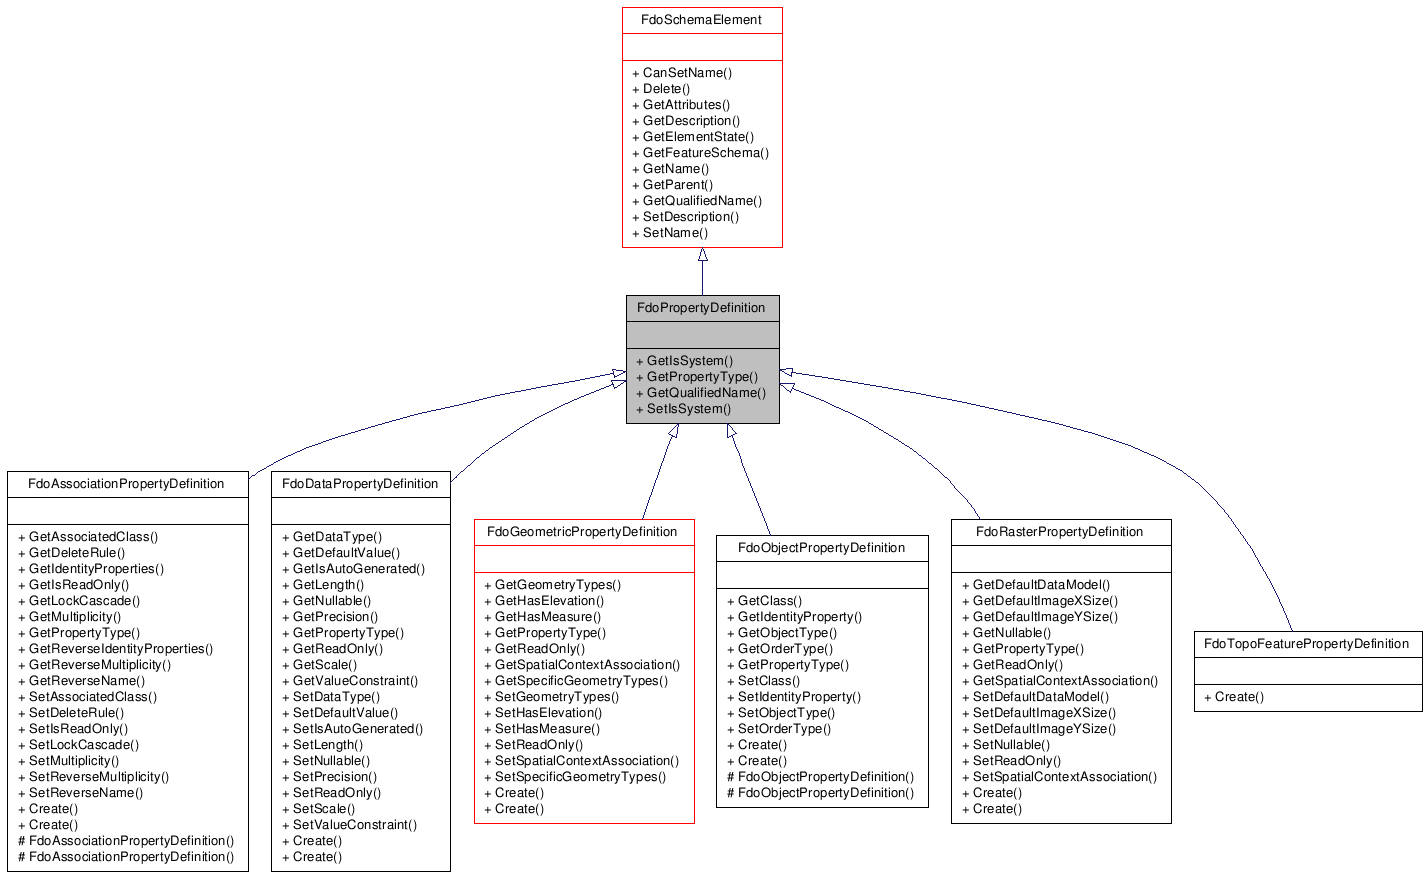 FdoSchemaElement
+ CanSetName()
+ Delete()
+ GetAttributes()
+ GetDescription()
+ GetElementState()
+ GetFeatureSchema()
+ GetName()
+ GetParent()
+ GetQualifiedName()
+ SetDescription()
+ SetName()
FdoPropertyDefinition
+ GetIsSystem()
+ GetPropertyType()
+ GetQualifiedName()
+ SetIsSystem()
FdoAssociationPropertyDefinition
+ GetAssociatedClass()
+ GetDeleteRule()
+ GetIdentityProperties()
+ GetIsReadOnly()
+ GetLockCascade()
+ GetMultiplicity()
+ GetPropertyType()
+ GetReverseIdentityProperties()
+ GetReverseMultiplicity()
+ GetReverseName()
+ SetAssociatedClass()
+ SetDeleteRule()
+ SetIsReadOnly()
+ SetLockCascade()
+ SetMultiplicity()
+ SetReverseMultiplicity()
+ SetReverseName()
+ Create()
+ Create()
# FdoAssociationPropertyDefinition()
# FdoAssociationPropertyDefinition()
FdoDataPropertyDefinition
+ GetDataType()
+ GetDefaultValue()
+ GetIsAutoGenerated()
+ GetLength()
+ GetNullable()
+ GetPrecision()
+ GetPropertyType()
+ GetReadOnly()
+ GetScale()
+ GetValueConstraint()
+ SetDataType()
+ SetDefaultValue()
+ SetIsAutoGenerated()
+ SetLength()
+ SetNullable()
+ SetPrecision()
+ SetReadOnly()
+ SetScale()
+ SetValueConstraint()
+ Create()
+ Create()
FdoGeometricPropertyDefinition
+ GetGeometryTypes()
+ GetHasElevation()
+ GetHasMeasure()
+ GetPropertyType()
+ GetReadOnly()
+ GetSpatialContextAssociation()
+ GetSpecificGeometryTypes()
+ SetGeometryTypes()
+ SetHasElevation()
+ SetHasMeasure()
+ SetReadOnly()
+ SetSpatialContextAssociation()
+ SetSpecificGeometryTypes()
+ Create()
+ Create()
FdoObjectPropertyDefinition
+ GetClass()
+ GetIdentityProperty()
+ GetObjectType()
+ GetOrderType()
+ GetPropertyType()
+ SetClass()
+ SetIdentityProperty()
+ SetObjectType()
+ SetOrderType()
+ Create()
+ Create()
# FdoObjectPropertyDefinition()
# FdoObjectPropertyDefinition()
FdoRasterPropertyDefinition
+ GetDefaultDataModel()
+ GetDefaultImageXSize()
+ GetDefaultImageYSize()
+ GetNullable()
+ GetPropertyType()
+ GetReadOnly()
+ GetSpatialContextAssociation()
+ SetDefaultDataModel()
+ SetDefaultImageXSize()
+ SetDefaultImageYSize()
+ SetNullable()
+ SetReadOnly()
+ SetSpatialContextAssociation()
+ Create()
+ Create()
FdoTopoFeaturePropertyDefinition
+ Create()